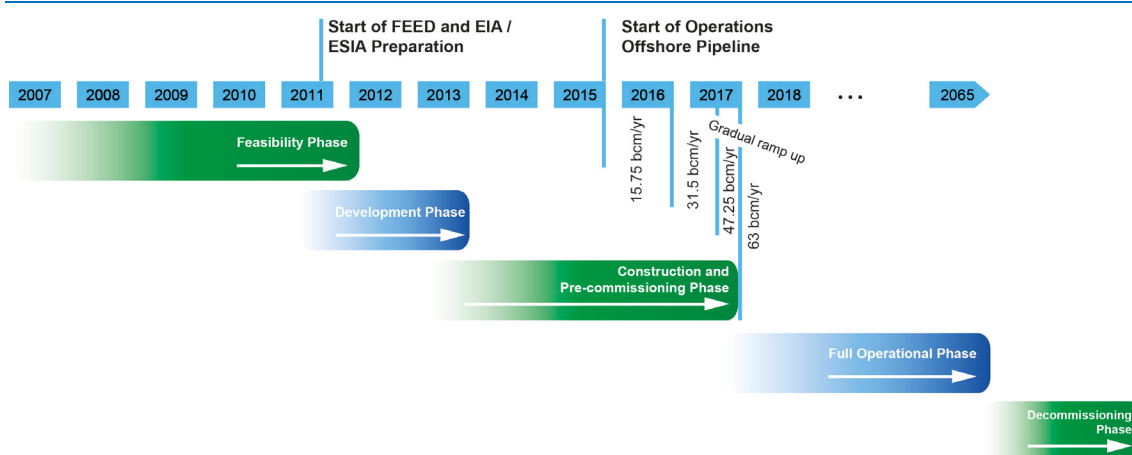 Start of FEED and EIA /
ESIA Preparation
Start of Operations
Offshore Pipeline
2007 2008 2009 2010 2011 2012 2013 2014 2015 2016 2017 2018 ... 2065
Gradual ramp up
15.75 bcm/yr
31.5 bcm/yr
47.25 bcm/yr
63 bcm/yr
Feasibility Phase
Development Phase
Construction and
Pre-commissioning Phase
Full Operational Phase
Decommissioning
Phase